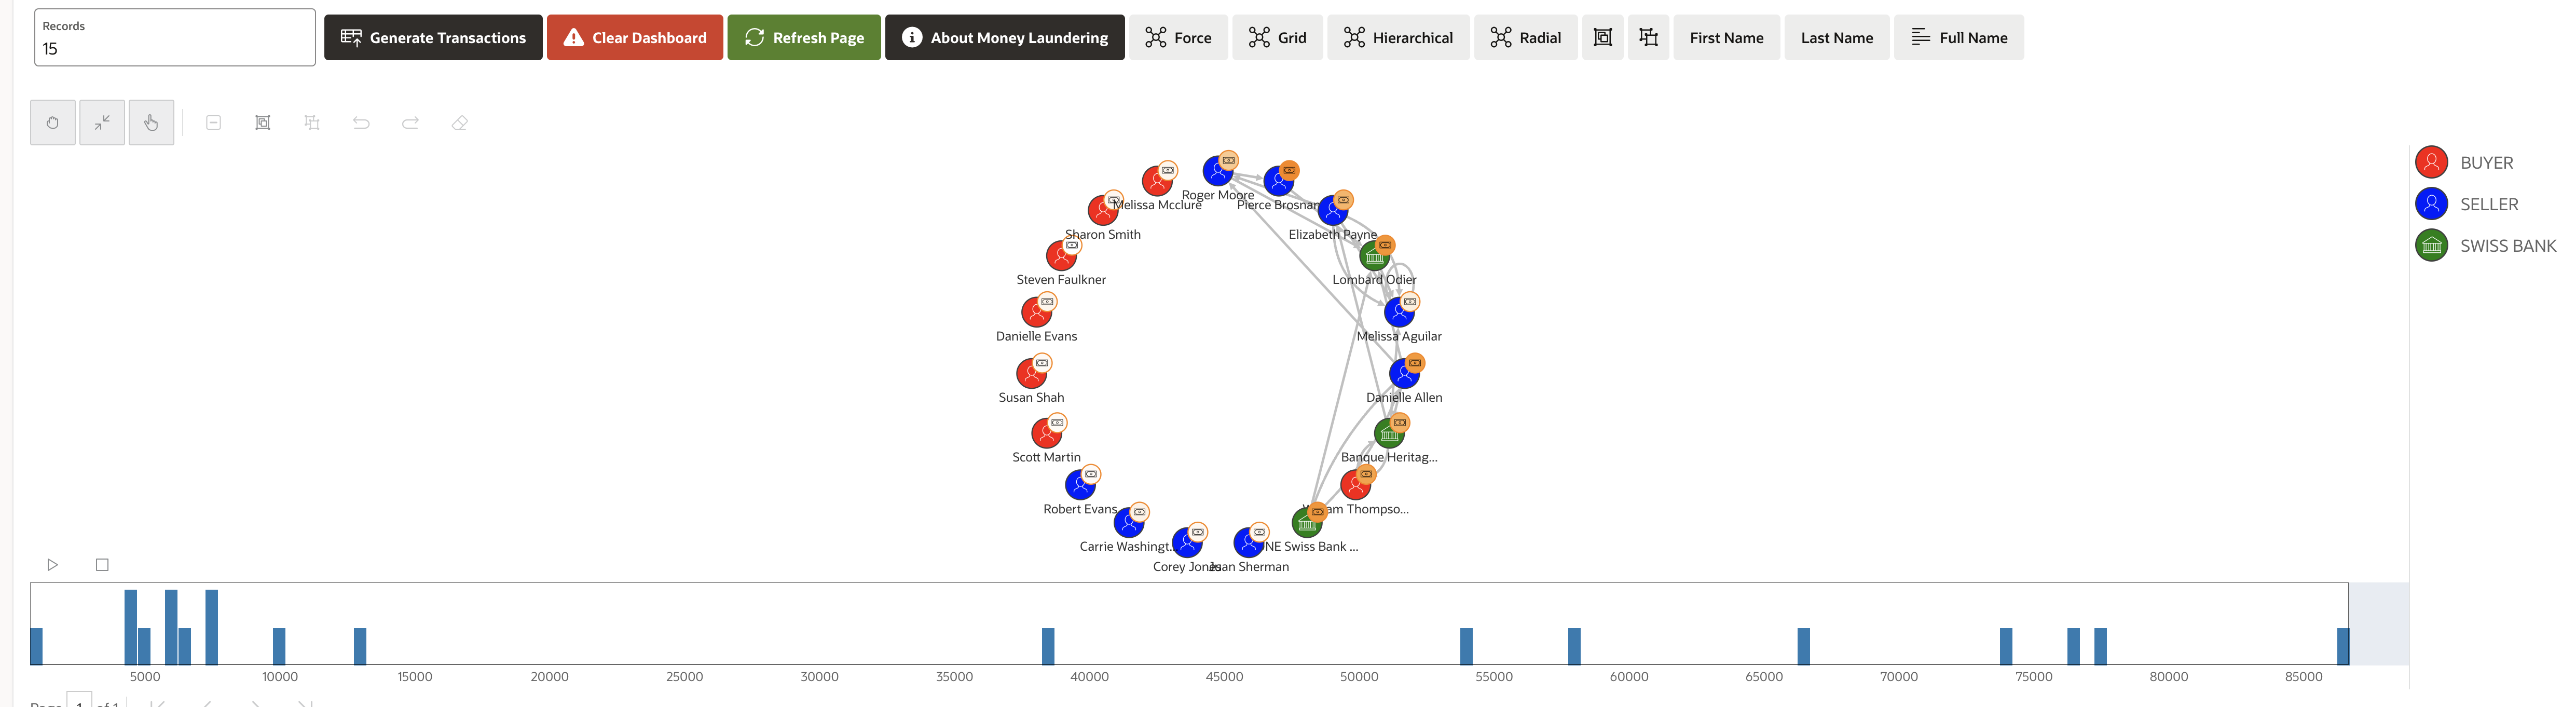 Records
15
Generate Transactions
Clear Dashboard
Refresh Page
About Money Laundering
Force
Grid
Hierarchical
Radial
First Name
Last Name
Full Name
BUYER
SELLER
SWISS BANK
Roger Moore
Melissa Mcclure
Pierce Brosnan
Sharon Smith
Elizabeth Payne
Steven Faulkner
Lombard Odier
Danielle Evans
Melissa Aguilar
Susan Shah
Danielle Allen
Scott Martin
Banque Heritag...
Robert Evans
Thompso...
Carrie Washingt...
NE Swiss Bank ...
Corey Jones
Sherman
5000 10000 15000 20000 25000 30000 35000 40000 45000 50000 55000 60000 65000 70000 75000 80000 85000
Page 1 of 1